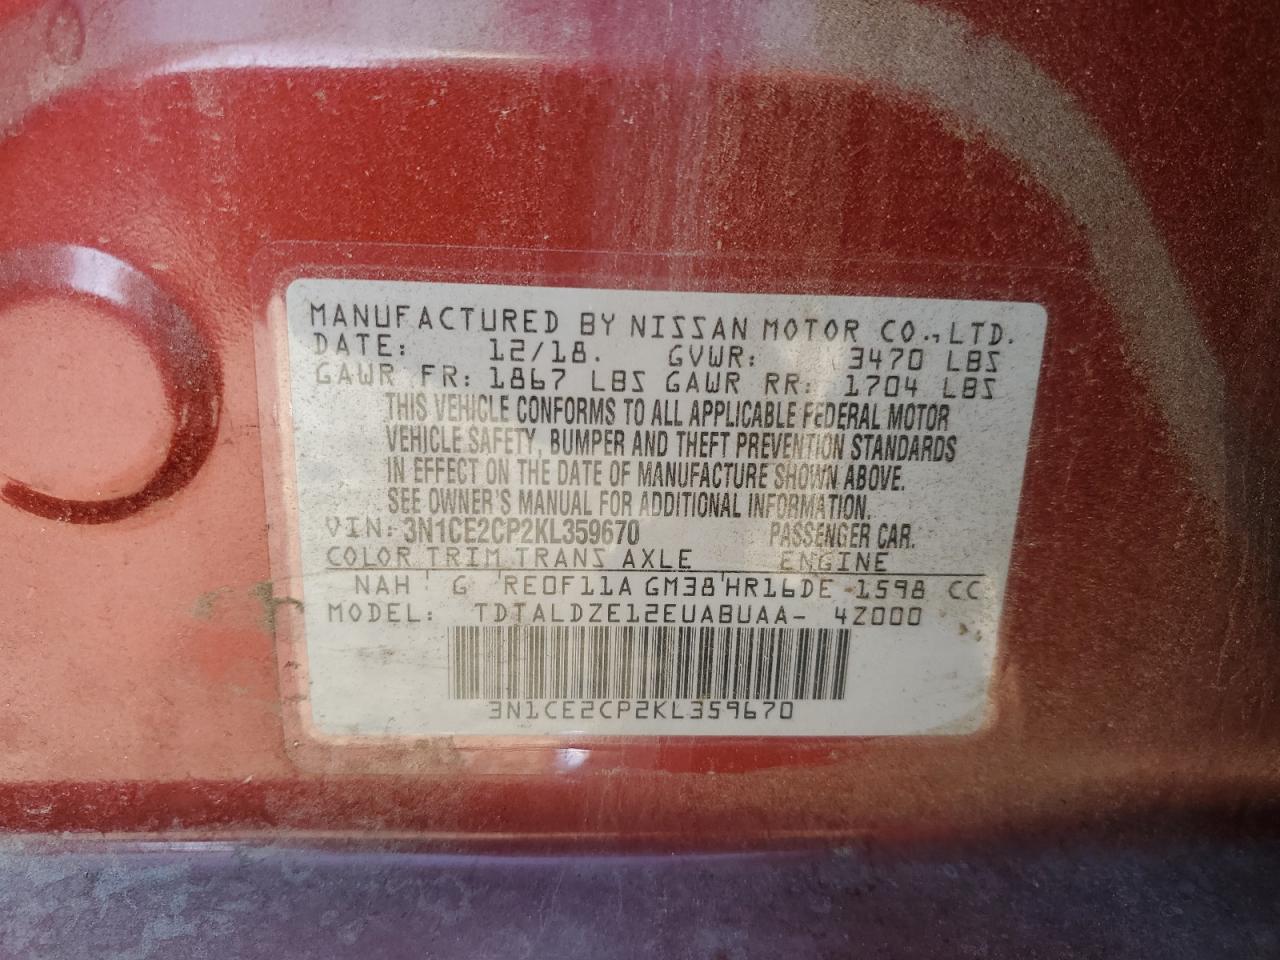 MANUFACTURED BY NISSAN MOTOR CO., LTD.
DATE: 12/18. GVWR: 3470 LBS
GAWR FR: 1867 LBS GAWR RR: 1704 LBS
THIS VEHICLE CONFORMS TO ALL APPLICABLE FEDERAL MOTOR
VEHICLE SAFETY, BUMPER AND THEFT PREVENTION STANDARDS
IN EFFECT ON THE DATE OF MANUFACTURE SHOWN ABOVE.
SEE OWNER'S MANUAL FOR ADDITIONAL INFORMATION.
VIN: 3N1CE2CP2KL359670 PASSENGER CAR.
COLOR TRIM TRANS AXLE ENGINE
NAH G RE0F11A GM38 HR16DE 1598 CC
MODEL: TDTALDZE12EUABUAA- 4Z000
3N1CE2CP2KL359670